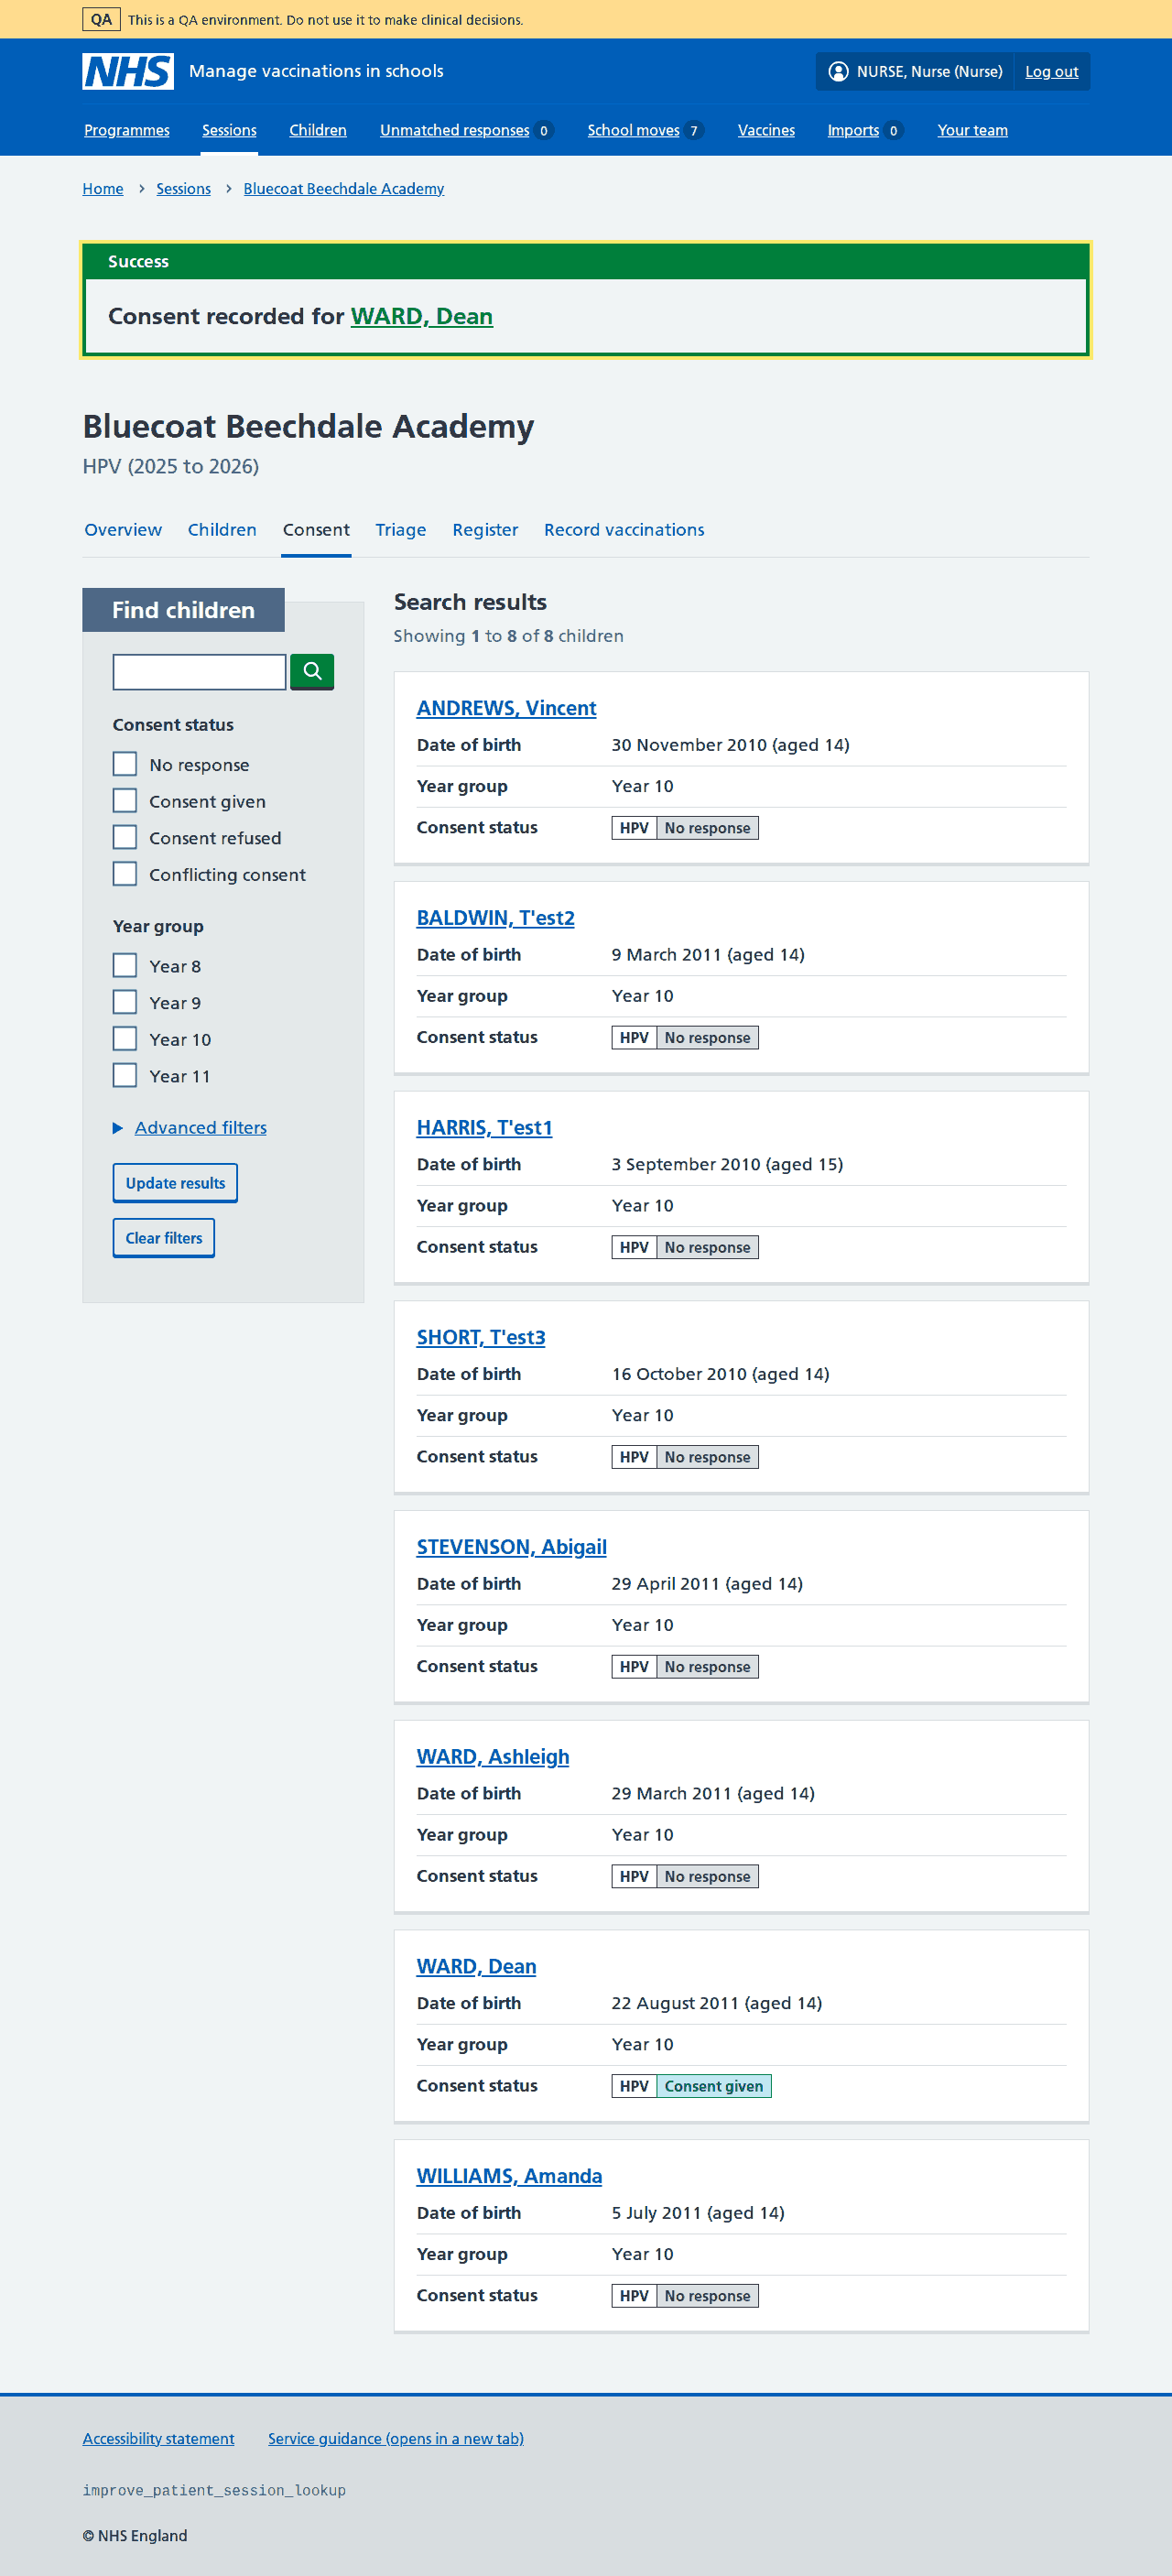 QA This is a QA environment. Do not use it to make clinical decisions.
NHS Manage vaccinations in schools NURSE, Nurse (Nurse) Log out
Programmes Sessions Children Unmatched responses 0 School moves 7 Vaccines Imports 0 Your team
Home › Sessions › Bluecoat Beechdale Academy
Success
Consent recorded for WARD, Dean
Bluecoat Beechdale Academy
HPV (2025 to 2026)
Overview Children Consent Triage Register Record vaccinations
Find children
Consent status
No response
Consent given
Consent refused
Conflicting consent
Year group
Year 8
Year 9
Year 10
Year 11
Advanced filters
Update results
Clear filters
Search results
Showing 1 to 8 of 8 children
ANDREWS, Vincent
Date of birth 30 November 2010 (aged 14)
Year group Year 10
Consent status HPV No response
BALDWIN, T'est2
Date of birth 9 March 2011 (aged 14)
Year group Year 10
Consent status HPV No response
HARRIS, T'est1
Date of birth 3 September 2010 (aged 15)
Year group Year 10
Consent status HPV No response
SHORT, T'est3
Date of birth 16 October 2010 (aged 14)
Year group Year 10
Consent status HPV No response
STEVENSON, Abigail
Date of birth 29 April 2011 (aged 14)
Year group Year 10
Consent status HPV No response
WARD, Ashleigh
Date of birth 29 March 2011 (aged 14)
Year group Year 10
Consent status HPV No response
WARD, Dean
Date of birth 22 August 2011 (aged 14)
Year group Year 10
Consent status HPV Consent given
WILLIAMS, Amanda
Date of birth 5 July 2011 (aged 14)
Year group Year 10
Consent status HPV No response
Accessibility statement Service guidance (opens in a new tab)
improve_patient_session_lookup
© NHS England